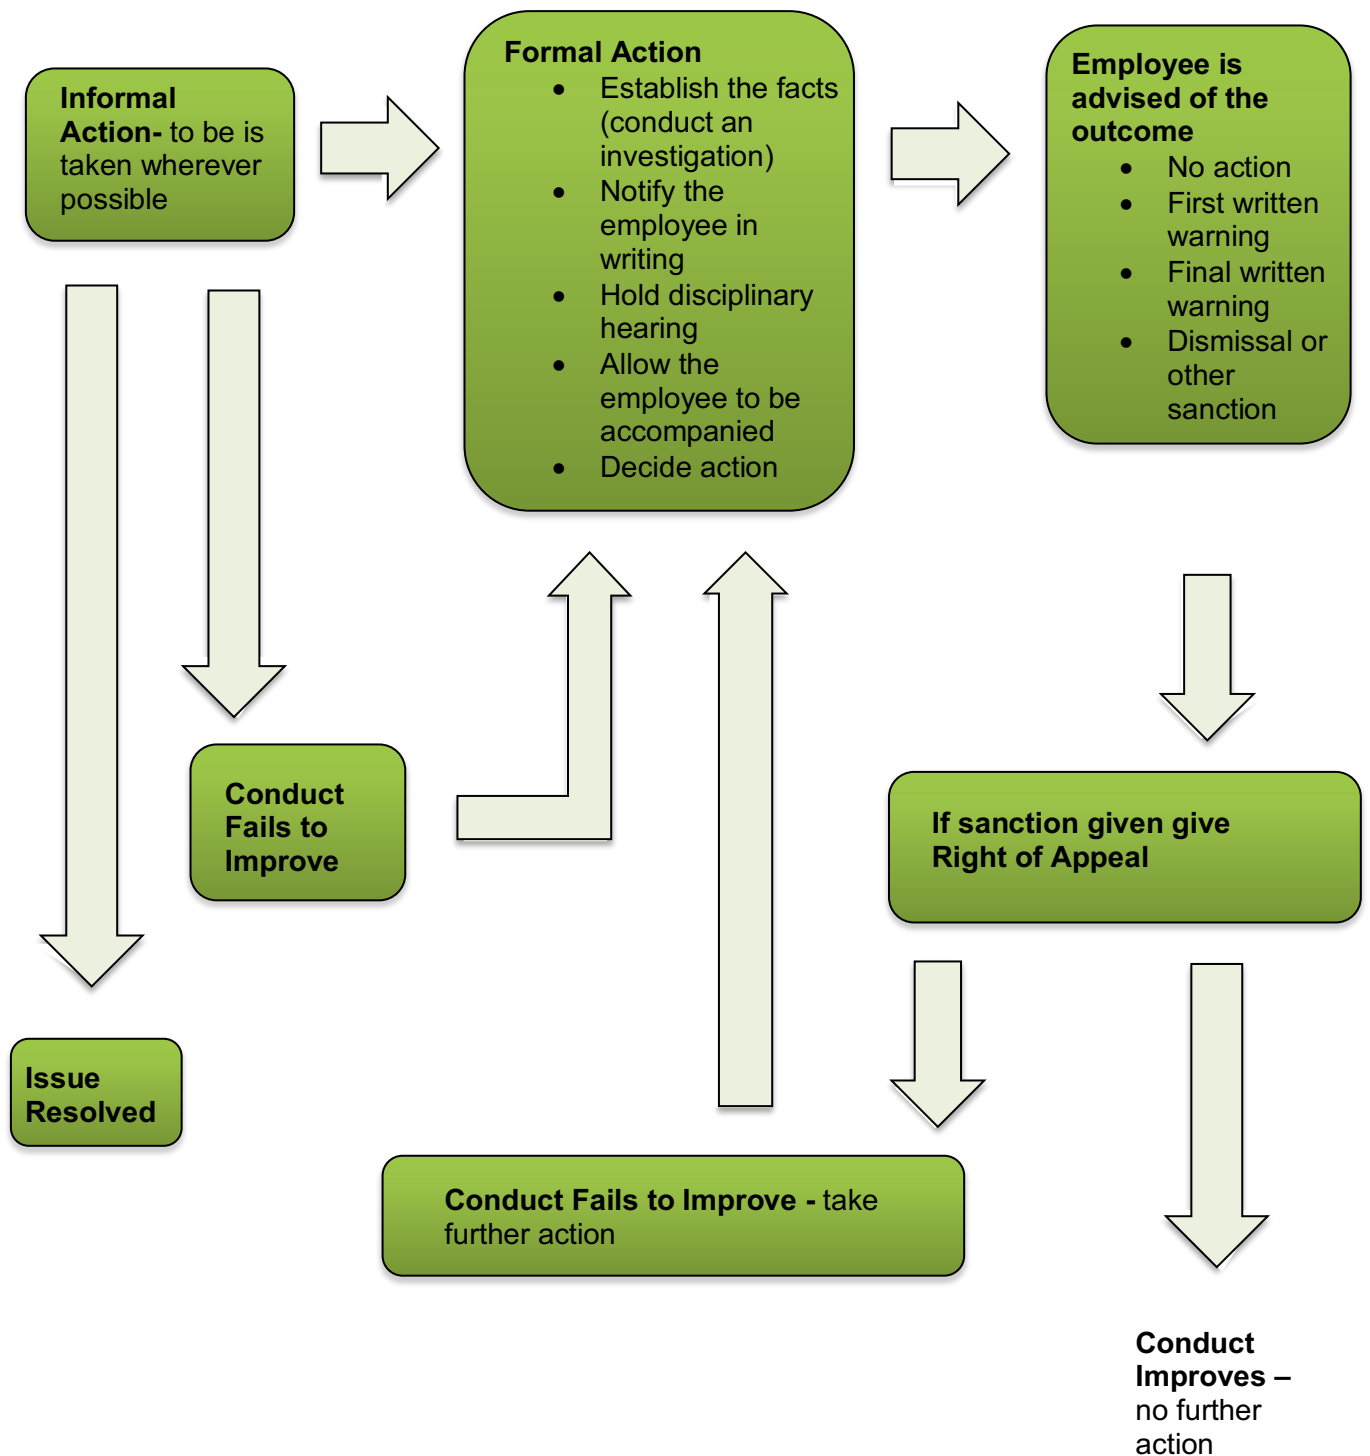 Informal
Action- to be is
taken wherever
possible
Formal Action
• Establish the facts
(conduct an
investigation)
• Notify the
employee in
writing
• Hold disciplinary
hearing
• Allow the
employee to be
accompanied
• Decide action
Employee is
advised of the
outcome
• No action
• First written
warning
• Final written
warning
• Dismissal or
other
sanction
Conduct
Fails to
Improve
If sanction given give
Right of Appeal
Issue
Resolved
Conduct Fails to Improve - take
further action
Conduct
Improves –
no further
action